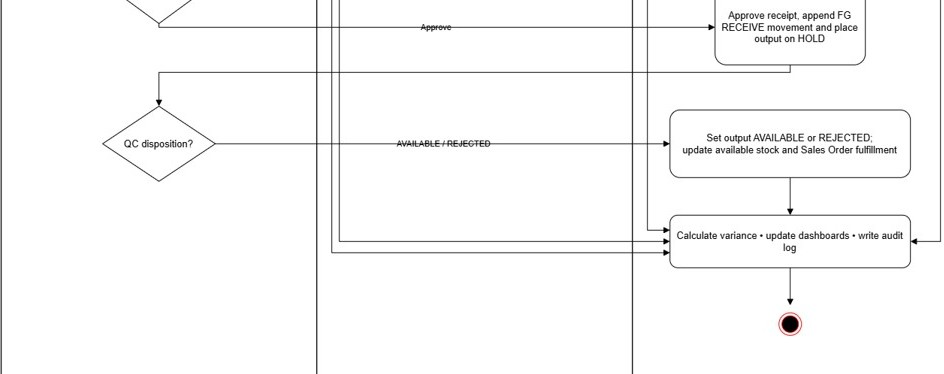 Approve receipt, append FG
RECEIVE movement and place
output on HOLD
Approve
QC disposition?
AVAILABLE / REJECTED
Set output AVAILABLE or REJECTED;
update available stock and Sales Order fulfillment
Calculate variance • update dashboards • write audit
log